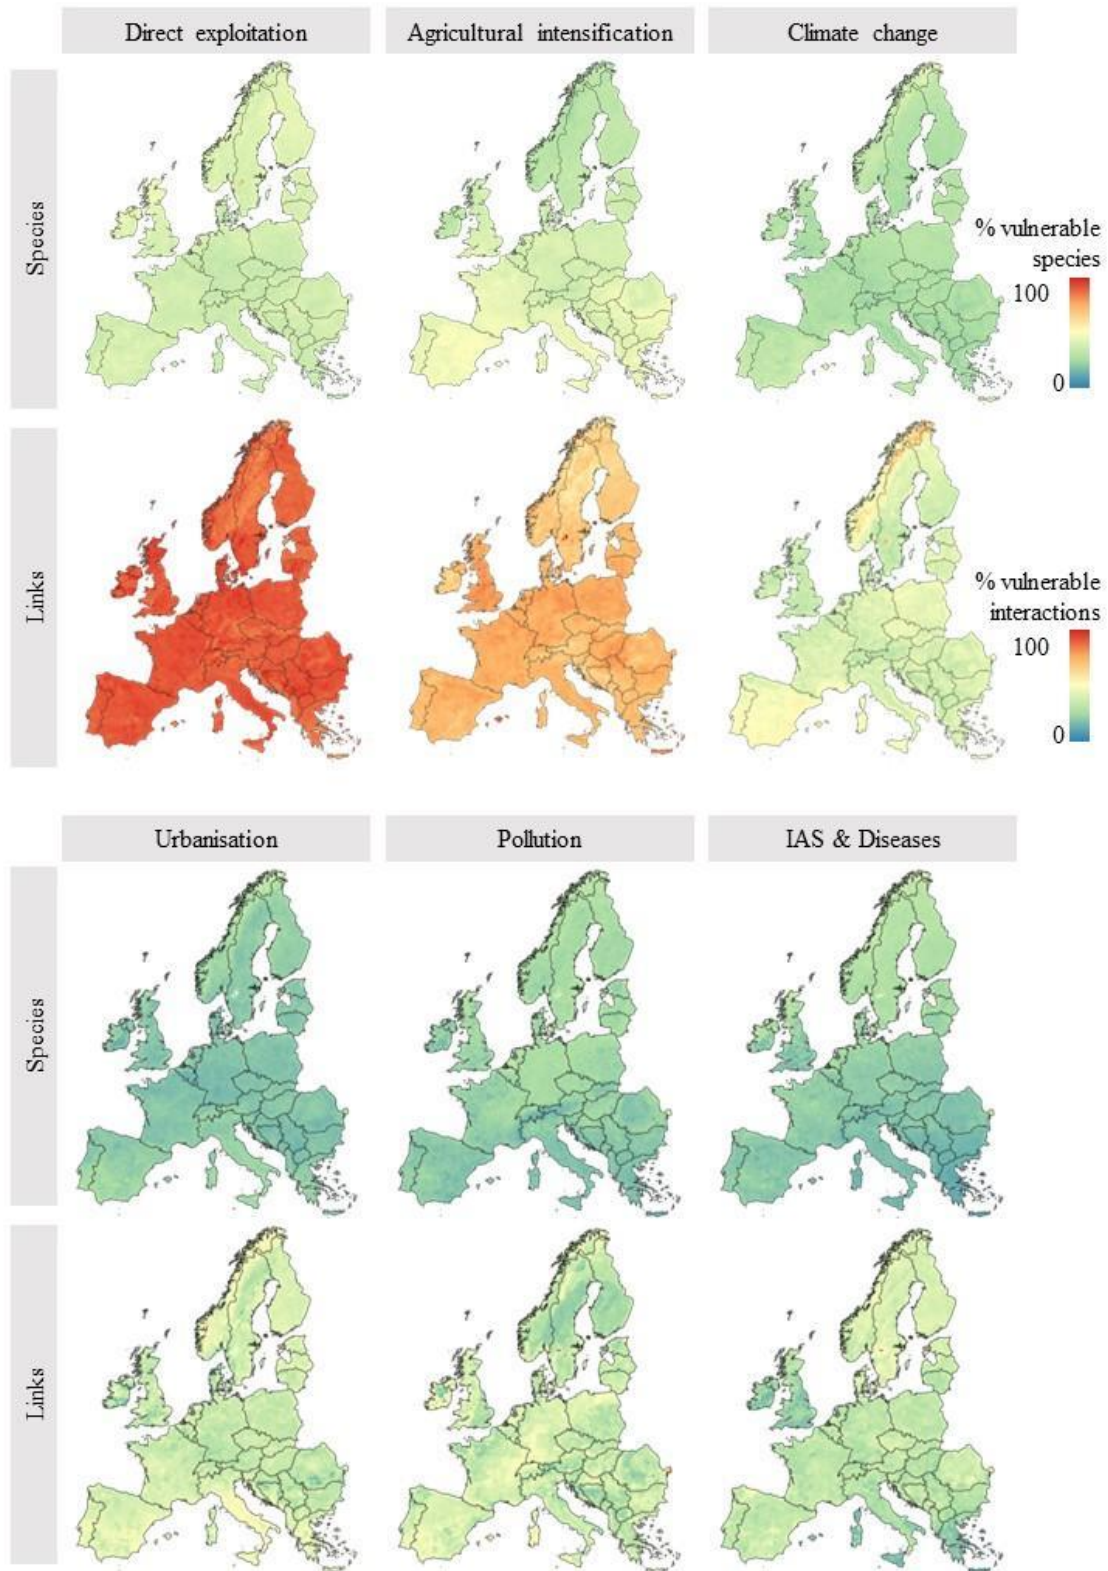 Direct exploitation
Agricultural intensification
Climate change
Species
% vulnerable
species
100
0
Links
% vulnerable
interactions
100
0
Urbanisation
Pollution
IAS & Diseases
Species
Links